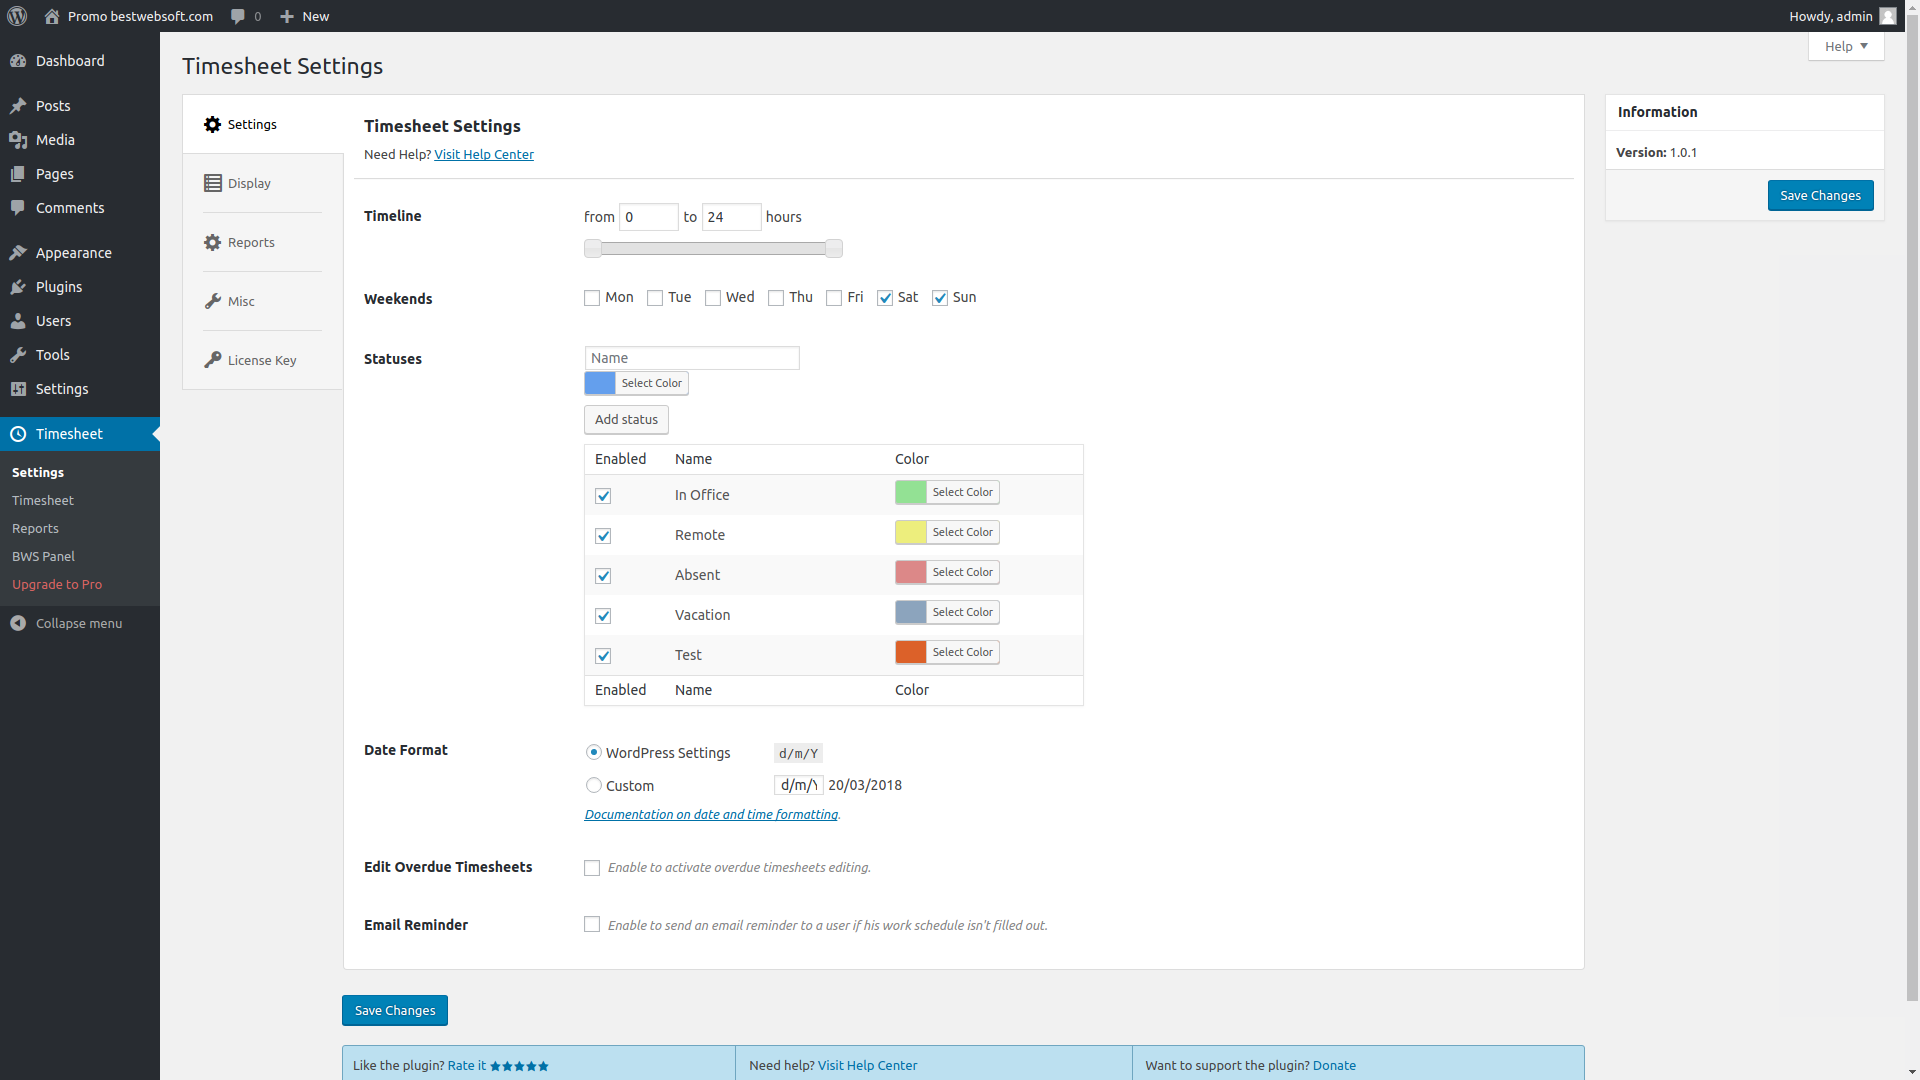 Promo bestwebsoft.com 0 New Howdy, admin
Help
Dashboard
Posts
Media
Pages
Comments
Appearance
Plugins
Users
Tools
Settings
Timesheet
Settings
Timesheet
Reports
BWS Panel
Upgrade to Pro
Collapse menu
Timesheet Settings
Settings
Display
Reports
Misc
License Key
Timesheet Settings
Need Help? Visit Help Center
Timeline from 0 to 24 hours
Weekends Mon Tue Wed Thu Fri Sat Sun
Statuses Name
Select Color
Add status
Enabled Name Color
In Office Select Color
Remote Select Color
Absent Select Color
Vacation Select Color
Test Select Color
Enabled Name Color
Date Format WordPress Settings d/m/Y
Custom d/m/Y 20/03/2018
Documentation on date and time formatting.
Edit Overdue Timesheets Enable to activate overdue timesheets editing.
Email Reminder Enable to send an email reminder to a user if his work schedule isn't filled out.
Save Changes
Like the plugin? Rate it Need help? Visit Help Center Want to support the plugin? Donate
Information
Version: 1.0.1
Save Changes